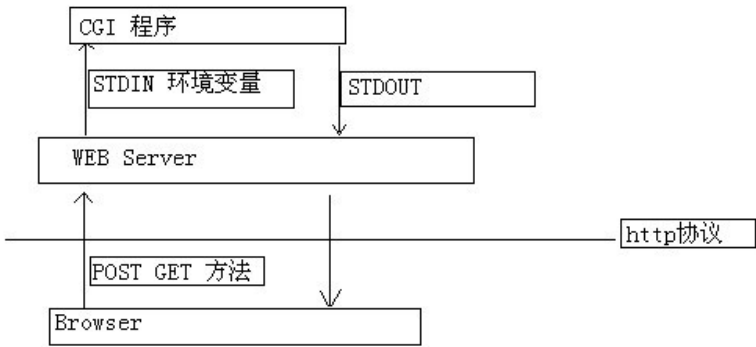 CGI 程序
STDIN 环境变量
STDOUT
WEB Server
http协议
POST GET 方法
Browser